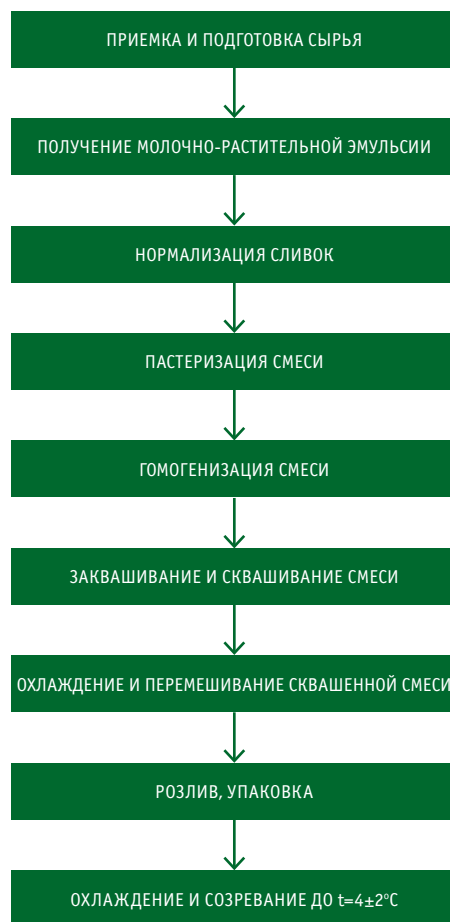 ПРИЕМКА И ПОДГОТОВКА СЫРЬЯ
ПОЛУЧЕНИЕ МОЛОЧНО-РАСТИТЕЛЬНОЙ ЭМУЛЬСИИ
НОРМАЛИЗАЦИЯ СЛИВОК
ПАСТЕРИЗАЦИЯ СМЕСИ
ГОМОГЕНИЗАЦИЯ СМЕСИ
ЗАКВАШИВАНИЕ И СКВАШИВАНИЕ СМЕСИ
ОХЛАЖДЕНИЕ И ПЕРЕМЕШИВАНИЕ СКВАШЕННОЙ СМЕСИ
РОЗЛИВ, УПАКОВКА
ОХЛАЖДЕНИЕ И СОЗРЕВАНИЕ ДО t=4±2°C